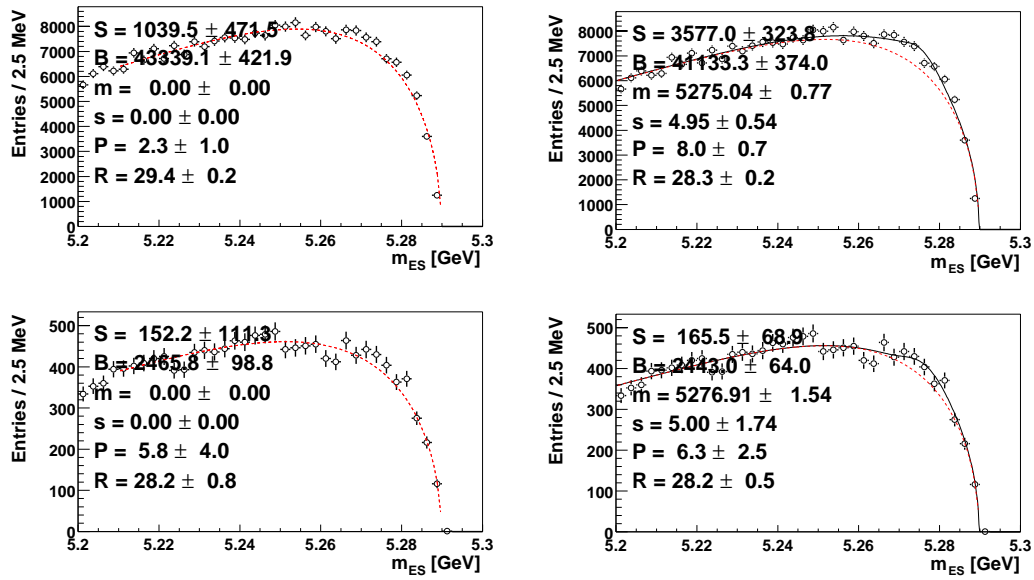 Entries / 2.5 MeV
8000
7000
6000
5000
4000
3000
2000
1000
0
S = 1039.5 ± 471.5
B = 43339.1 ± 421.9
m = 0.00 ± 0.00
s = 0.00 ± 0.00
P = 2.3 ± 1.0
R = 29.4 ± 0.2
5.2 5.22 5.24 5.26 5.28 5.3
mES [GeV]
Entries / 2.5 MeV
8000
7000
6000
5000
4000
3000
2000
1000
0
S = 3577.0 ± 323.8
B = 41133.3 ± 374.0
m = 5275.04 ± 0.77
s = 4.95 ± 0.54
P = 8.0 ± 0.7
R = 28.3 ± 0.2
5.2 5.22 5.24 5.26 5.28 5.3
mES [GeV]
Entries / 2.5 MeV
500
400
300
200
100
0
S = 152.2 ± 111.3
B = 2465.8 ± 98.8
m = 0.00 ± 0.00
s = 0.00 ± 0.00
P = 5.8 ± 4.0
R = 28.2 ± 0.8
5.2 5.22 5.24 5.26 5.28 5.3
mES [GeV]
Entries / 2.5 MeV
500
400
300
200
100
0
S = 165.5 ± 68.9
B = 2443.0 ± 64.0
m = 5276.91 ± 1.54
s = 5.00 ± 1.74
P = 6.3 ± 2.5
R = 28.2 ± 0.5
5.2 5.22 5.24 5.26 5.28 5.3
mES [GeV]